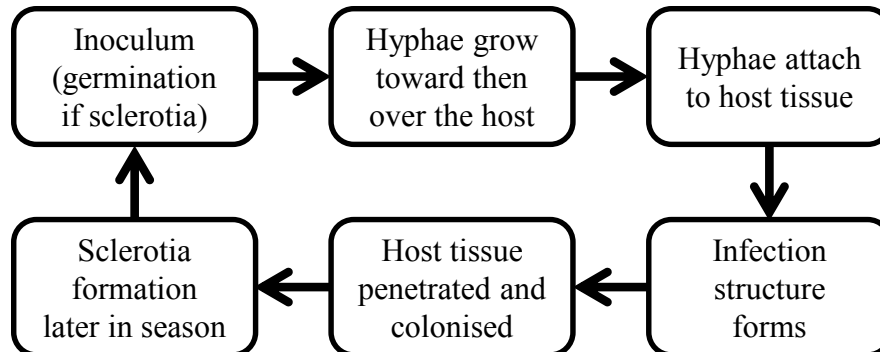 Inoculum
(germination
if sclerotia)
Hyphae grow
toward then
over the host
Hyphae attach
to host tissue
Infection
structure
forms
Host tissue
penetrated and
colonised
Sclerotia
formation
later in season